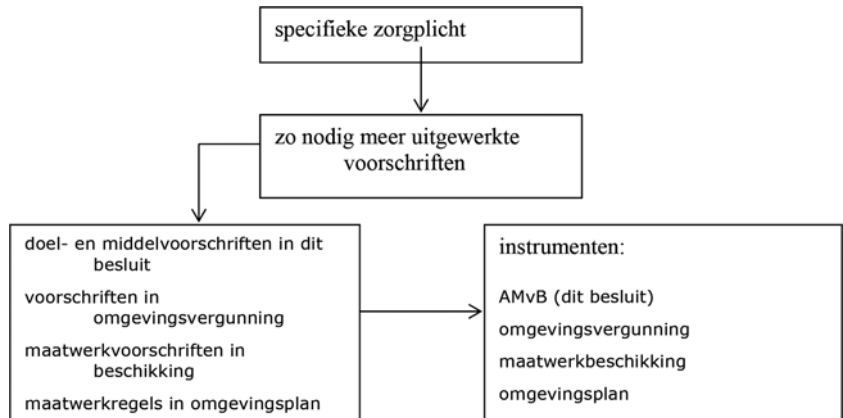 specifieke zorgplicht
zo nodig meer uitgewerkte
voorschriften
doel- en middelvoorschriften in dit
besluit
voorschriften in
omgevingsvergunning
maatwerkvoorschriften in
beschikking
maatwerkregels in omgevingsplan
instrumenten:
AMvB (dit besluit)
omgevingsvergunning
maatwerkbeschikking
omgevingsplan